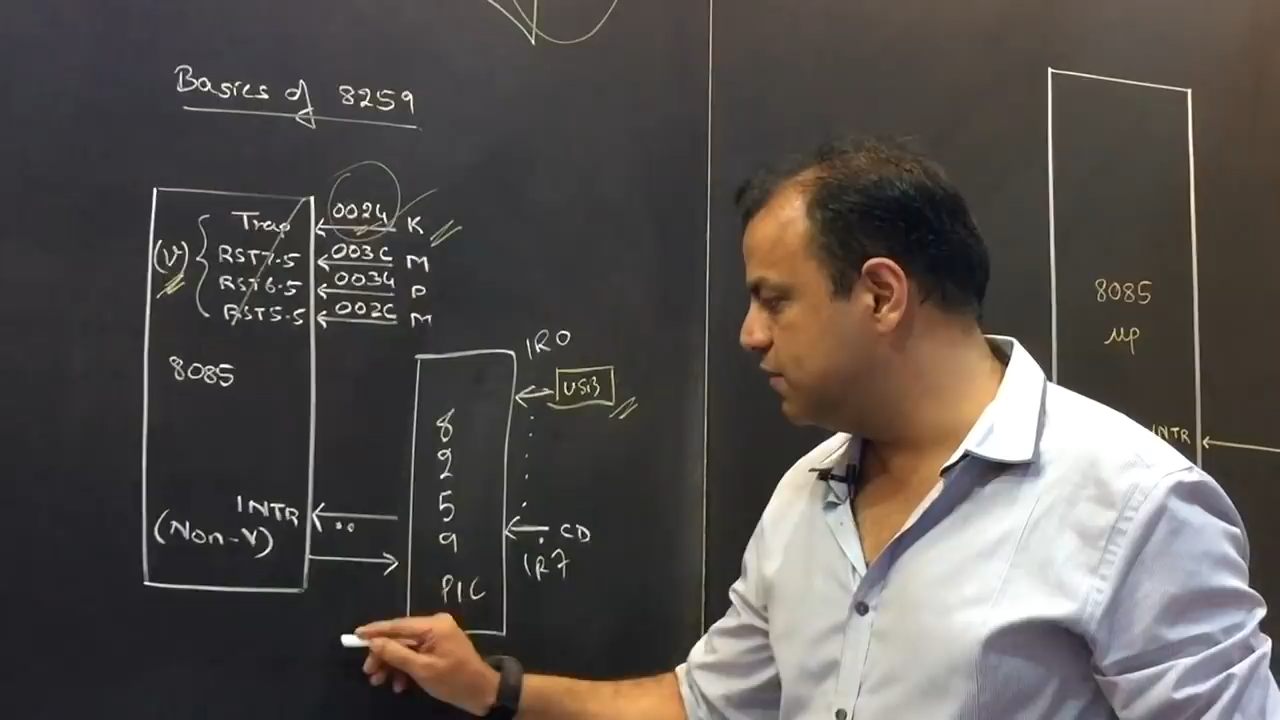 Basics of 8259
Trap 0024 K
(V) RST7.5 003C M
RST6.5 0034 P
RST5.5 002C M
8085
INTR
(Non-V)
8
2
5
9
PIC
IR0
USB
CD
IR7
8085
μp
INTR